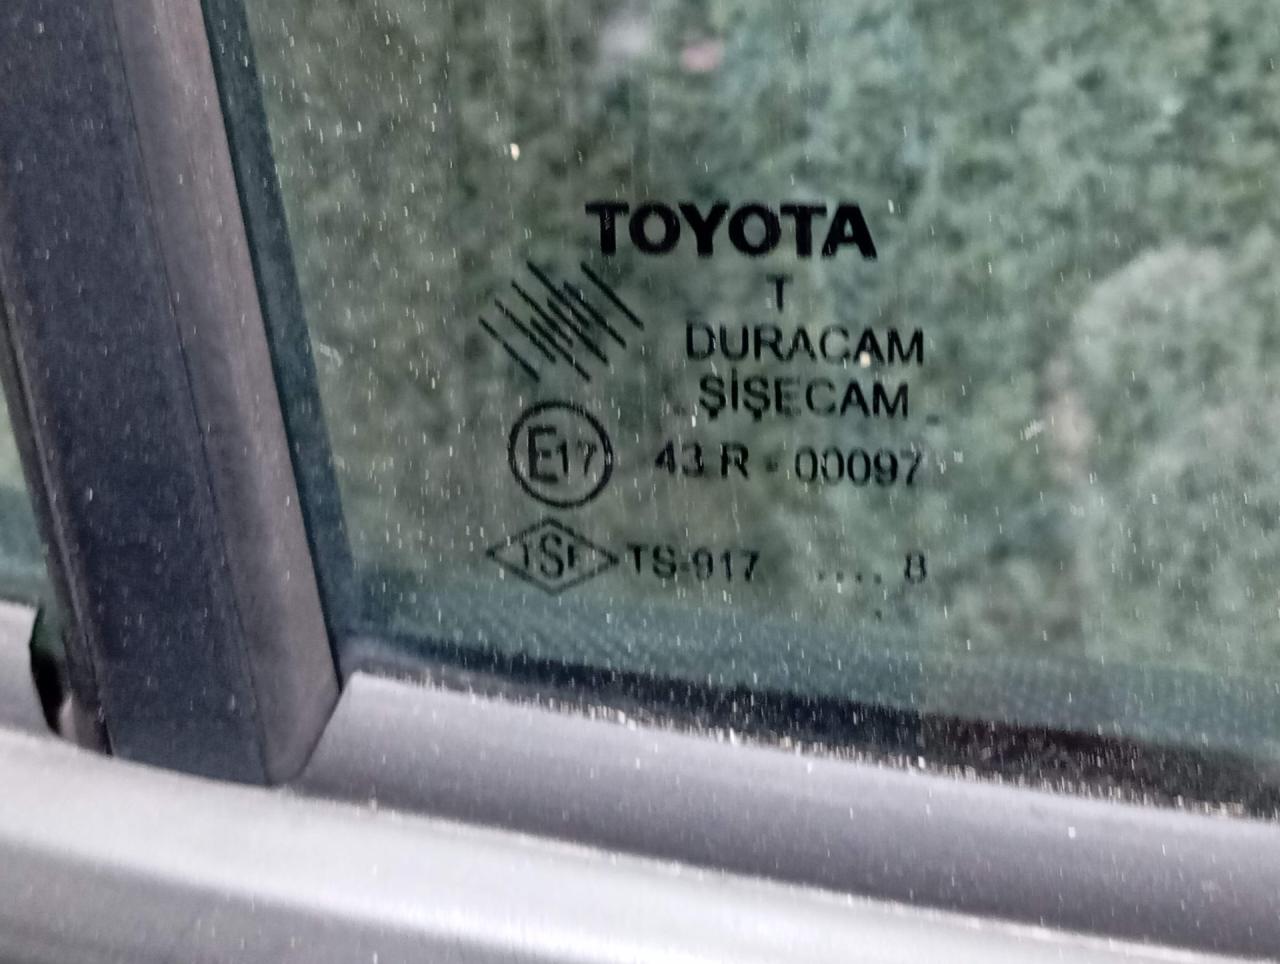 TOYOTA
T
DURACAM
ŞİŞECAM
E17 43 R - 00097
TSE TS-917 .... 8